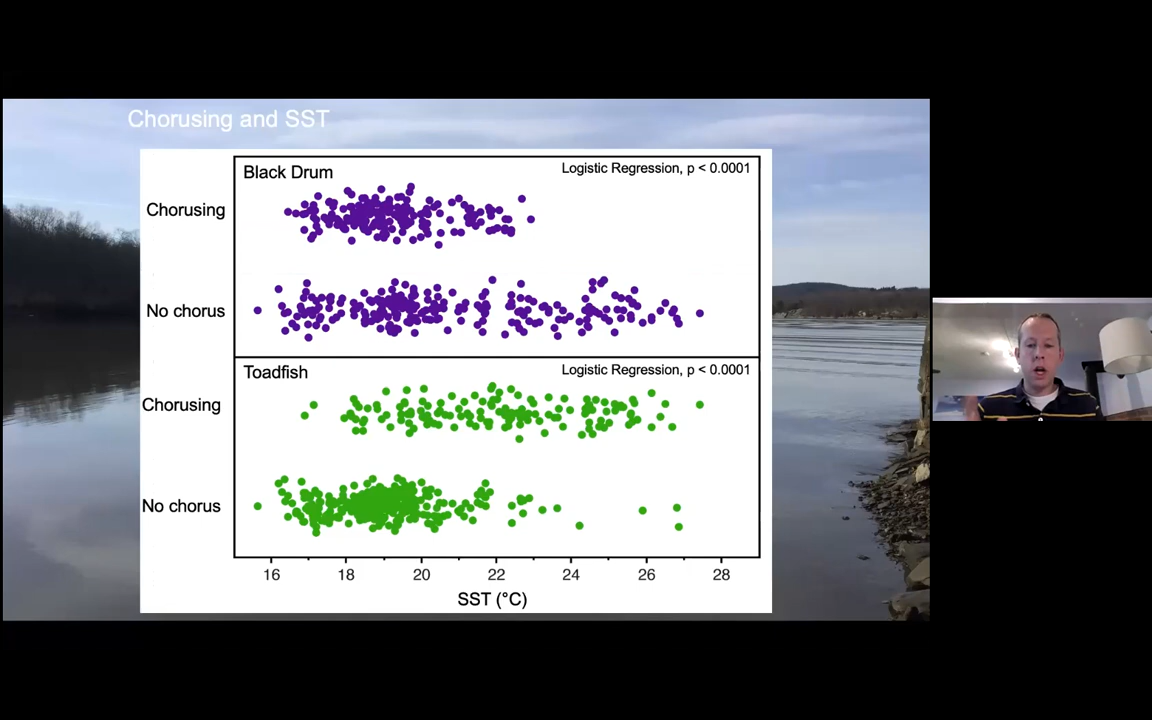 Chorusing and SST
Black Drum
Logistic Regression, p < 0.0001
Chorusing
No chorus
Toadfish
Logistic Regression, p < 0.0001
Chorusing
No chorus
16 18 20 22 24 26 28
SST (°C)